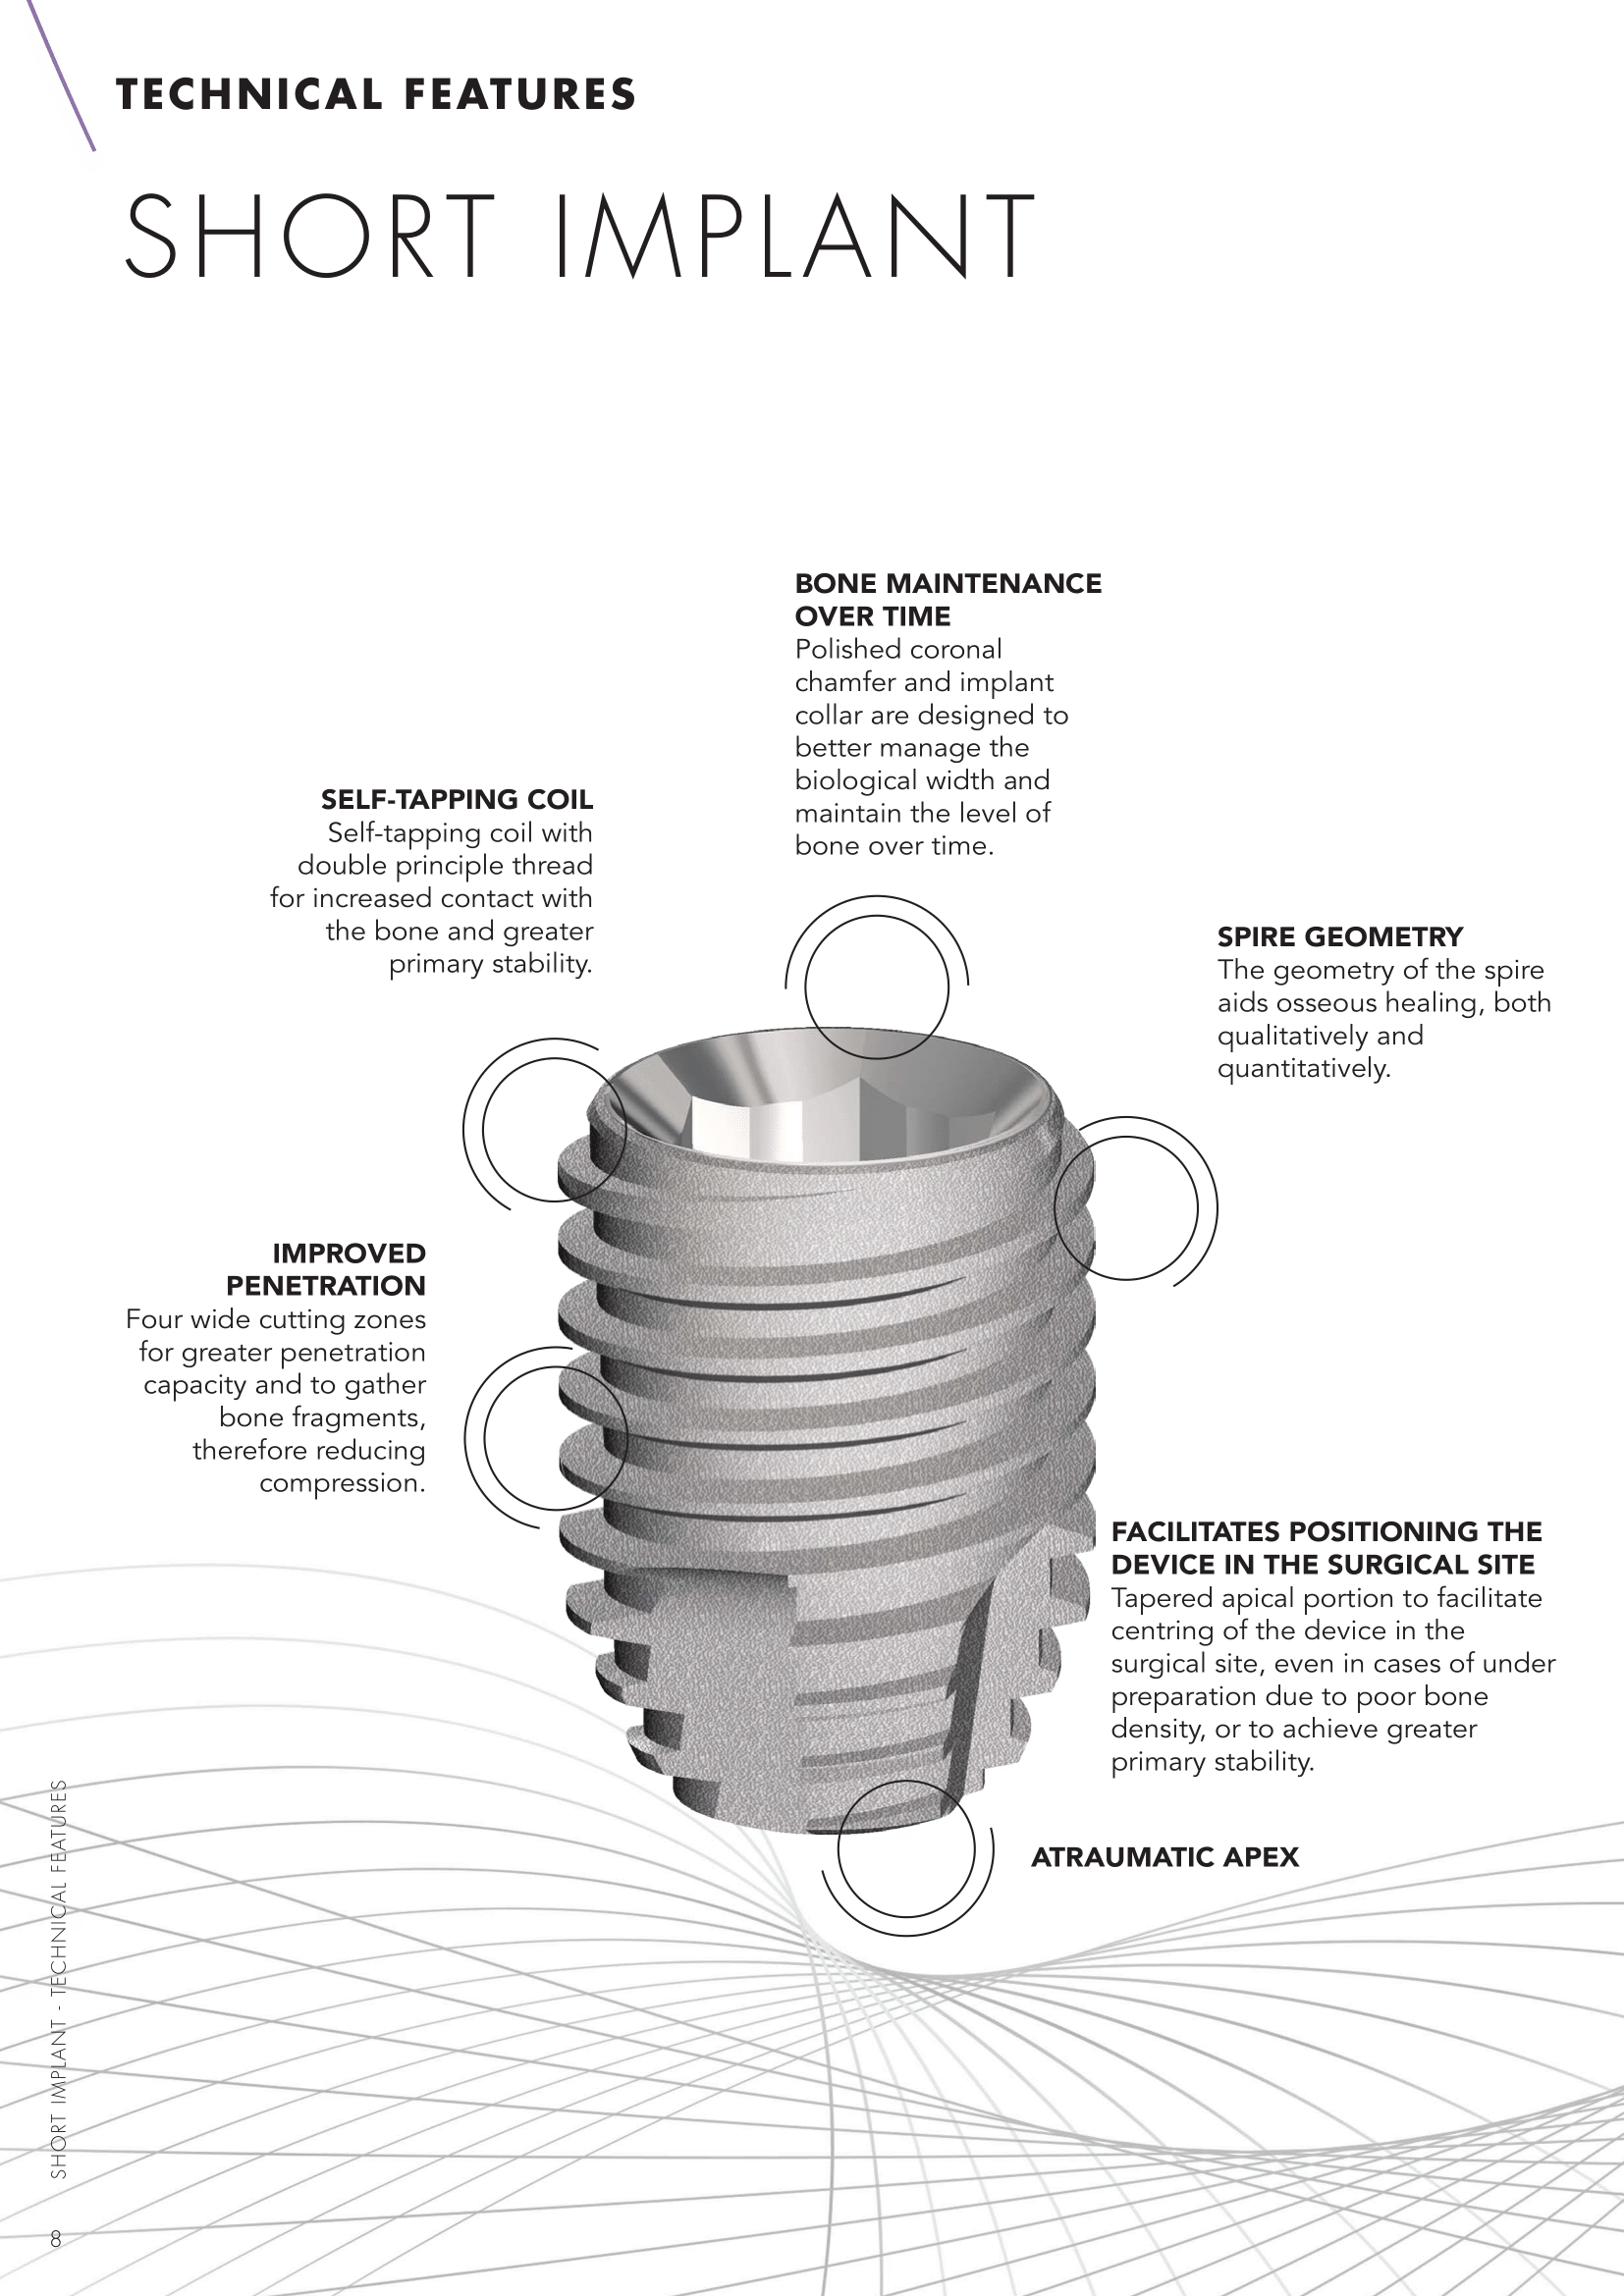 TECHNICAL FEATURES
SHORT IMPLANT
BONE MAINTENANCE
OVER TIME
Polished coronal
chamfer and implant
collar are designed to
better manage the
biological width and
maintain the level of
bone over time.
SELF-TAPPING COIL
Self-tapping coil with
double principle thread
for increased contact with
the bone and greater
primary stability.
SPIRE GEOMETRY
The geometry of the spire
aids osseous healing, both
qualitatively and
quantitatively.
IMPROVED
PENETRATION
Four wide cutting zones
for greater penetration
capacity and to gather
bone fragments,
therefore reducing
compression.
FACILITATES POSITIONING THE
DEVICE IN THE SURGICAL SITE
Tapered apical portion to facilitate
centring of the device in the
surgical site, even in cases of under
preparation due to poor bone
density, or to achieve greater
primary stability.
ATRAUMATIC APEX
SHORT IMPLANT - TECHNICAL FEATURES
8